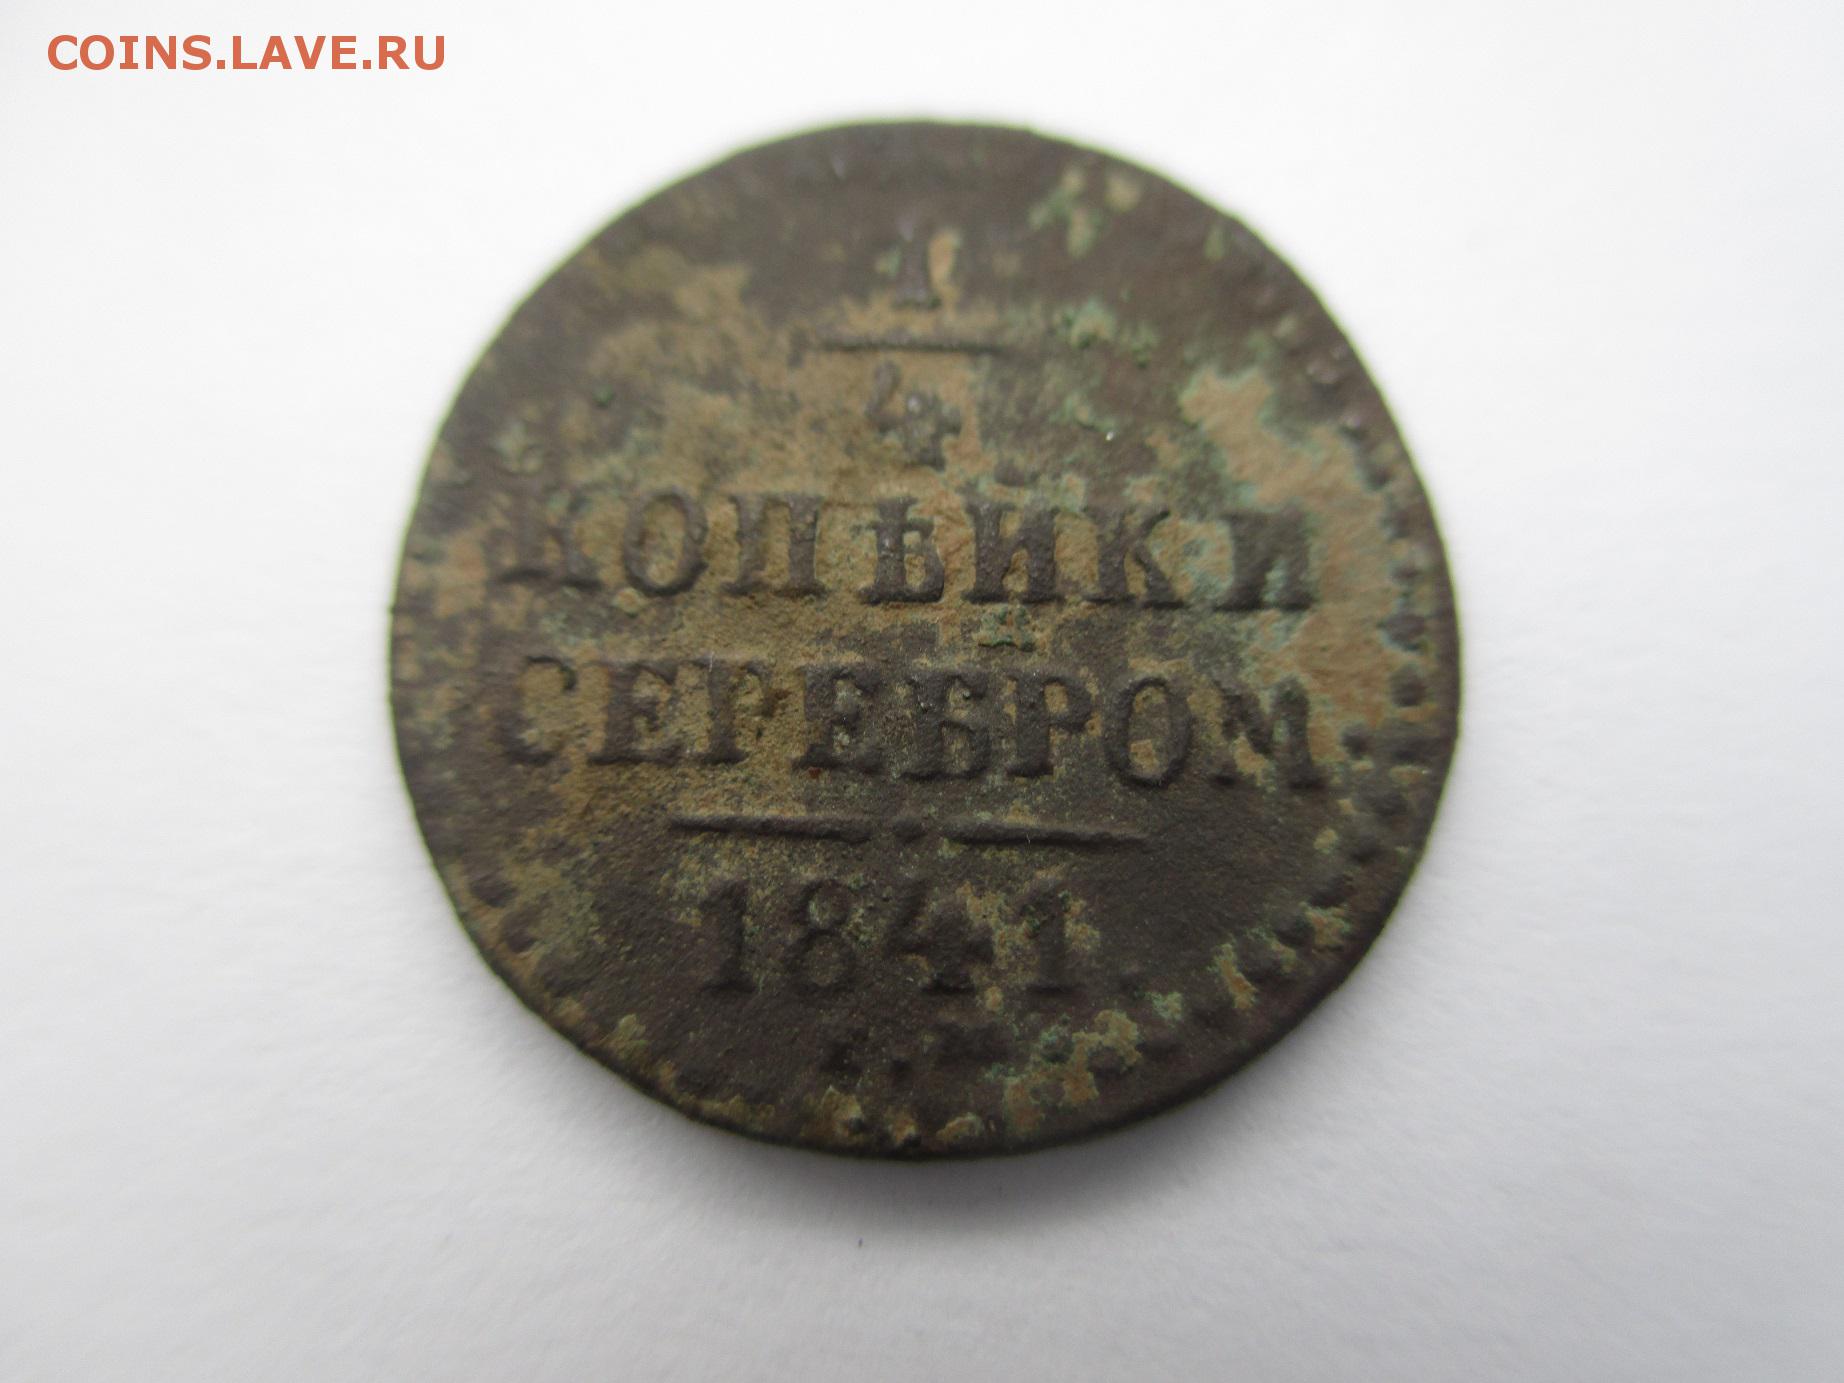 COINS.LAVE.RU
1
4
КОПѢЙКИ
СЕРЕБРОМ
1841